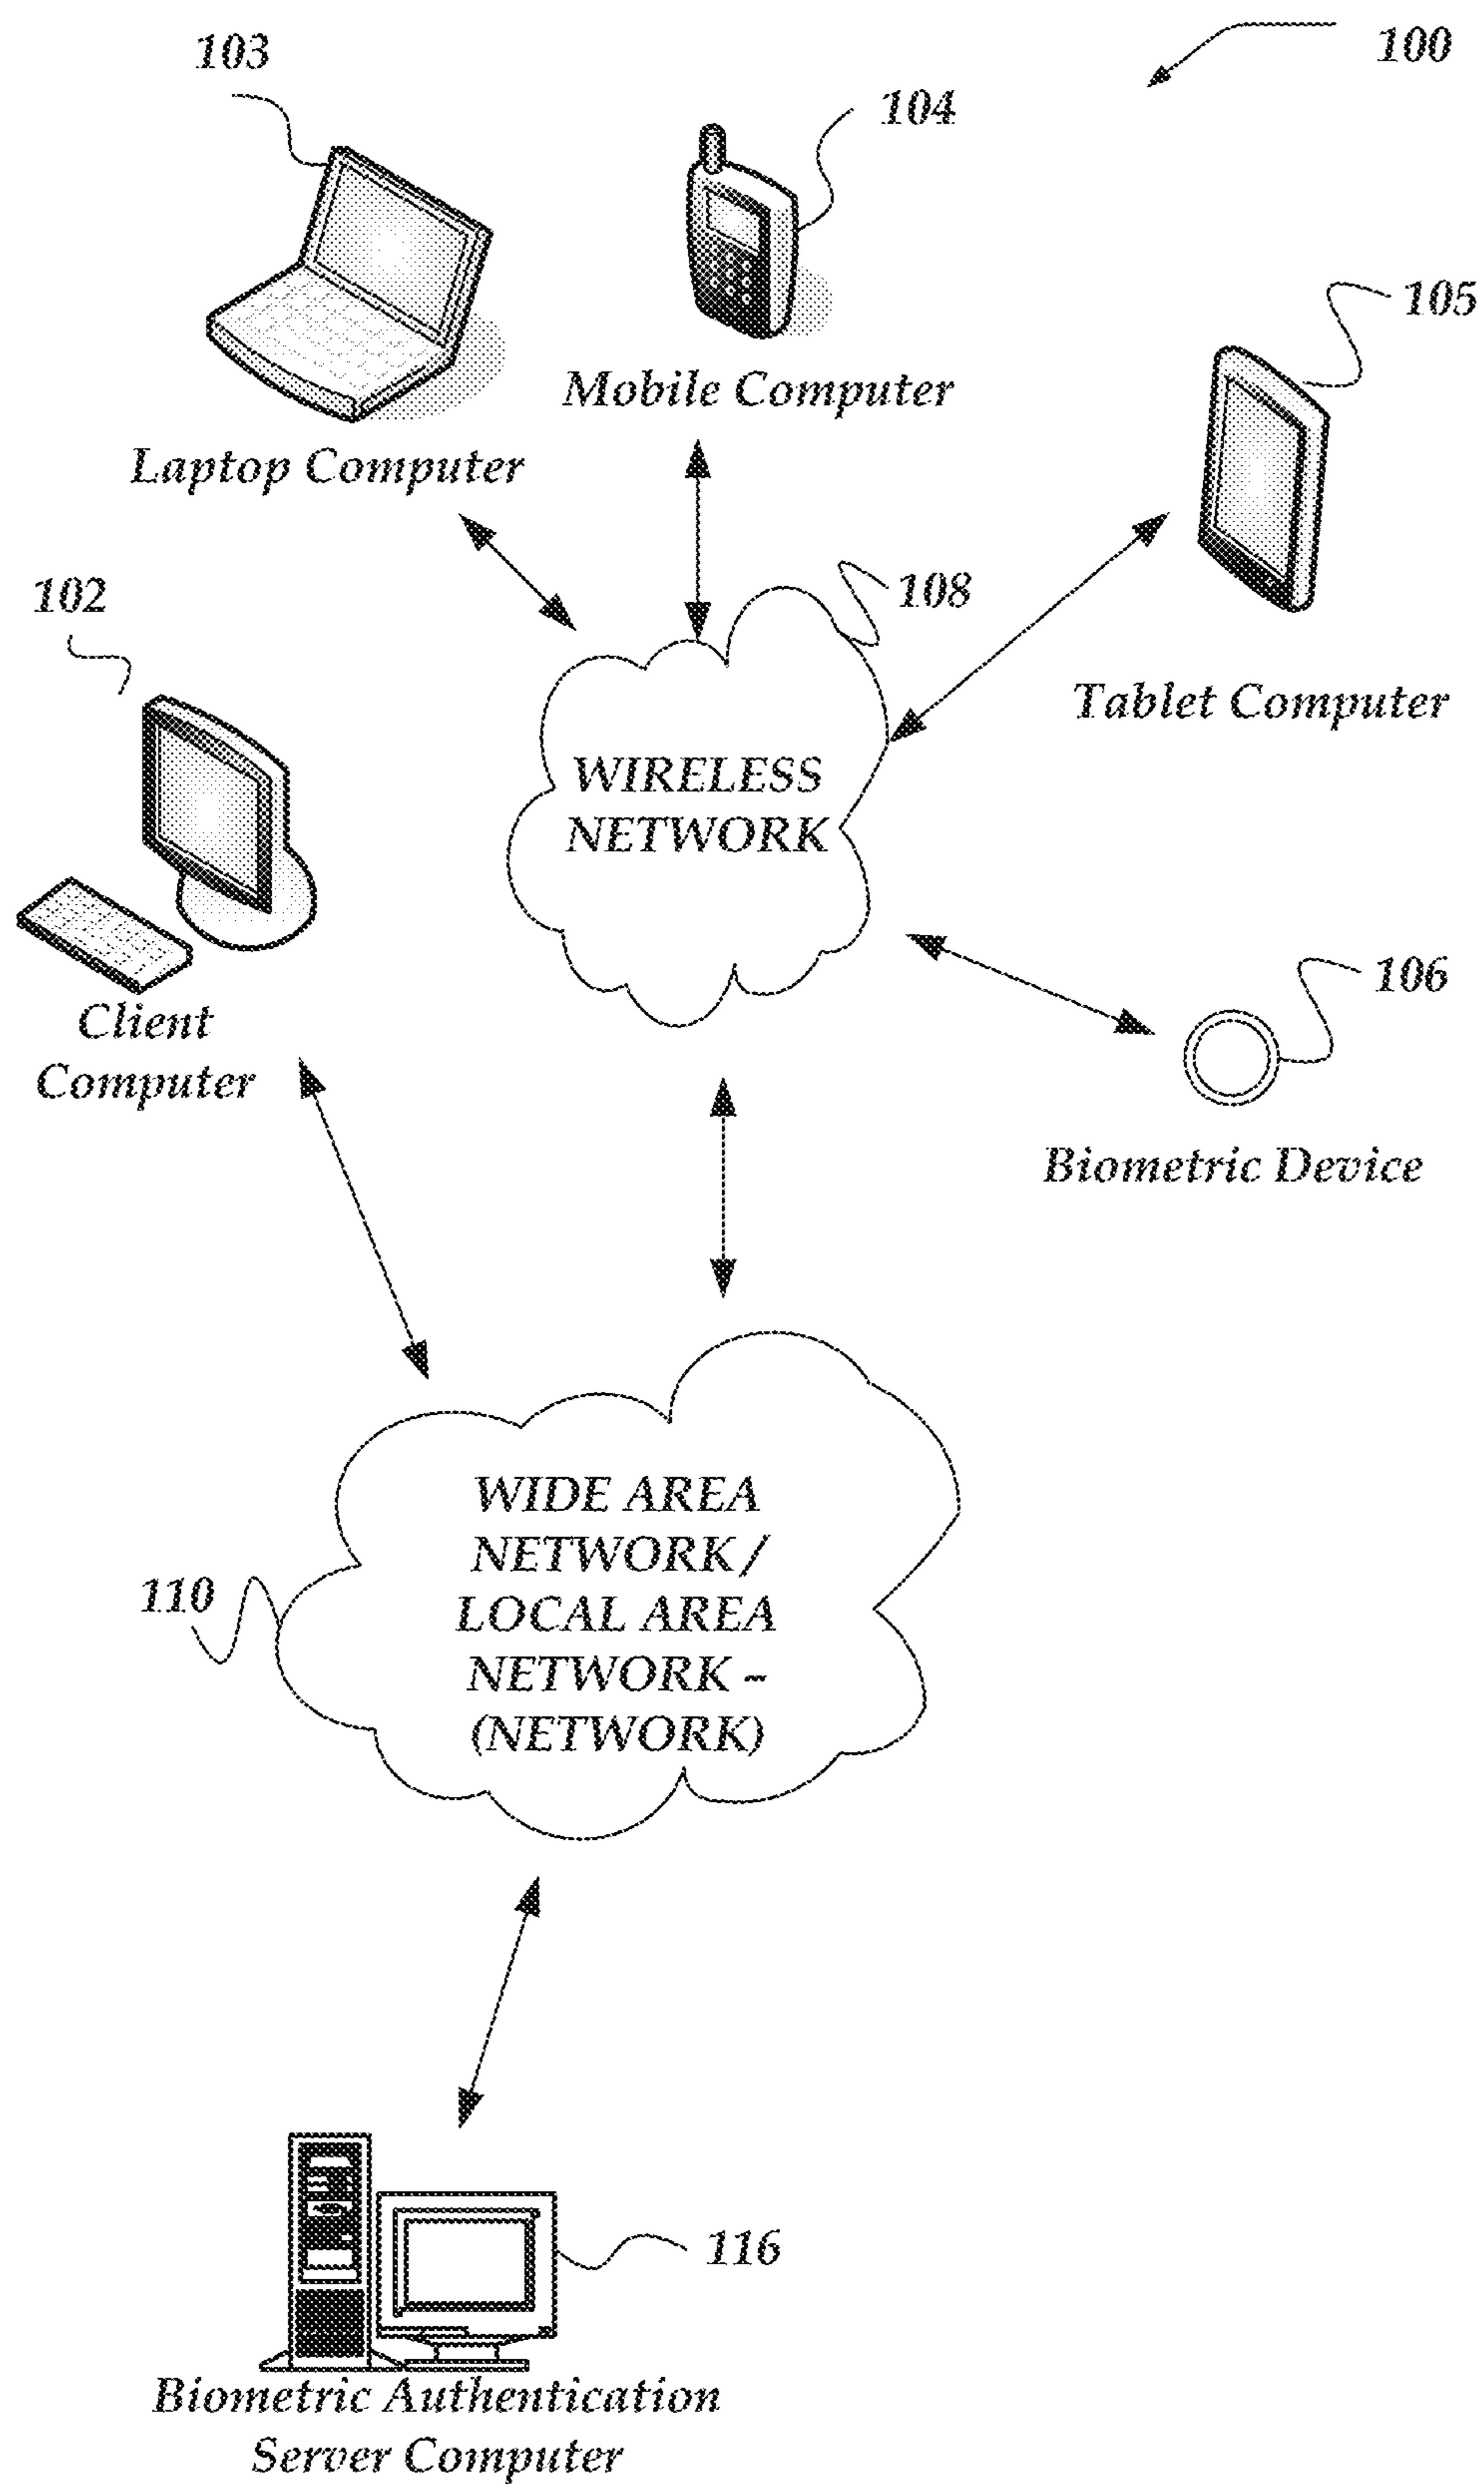 100
103
104
105
Mobile Computer
Laptop Computer
102
108
Tablet Computer
WIRELESS
NETWORK
106
Client
Computer
Biometric Device
WIDE AREA
NETWORK /
110
LOCAL AREA
NETWORK –
(NETWORK)
116
Biometric Authentication
Server Computer